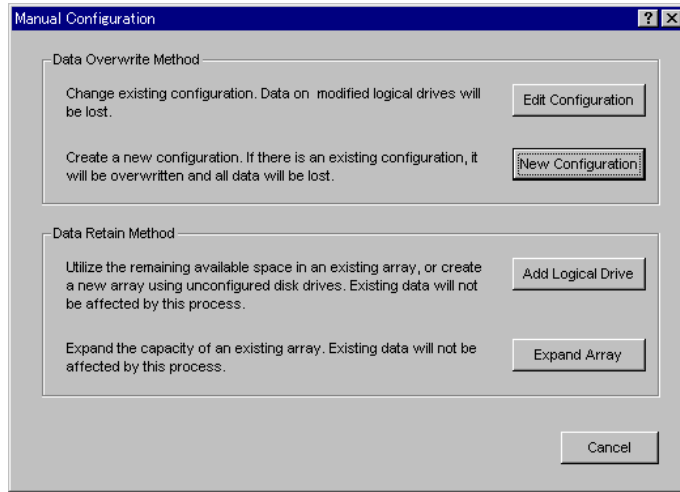 Manual Configuration
Data Overwrite Method
Change existing configuration. Data on modified logical drives will
be lost.
Edit Configuration
Create a new configuration. If there is an existing configuration, it
will be overwritten and all data will be lost.
New Configuration
Data Retain Method
Utilize the remaining available space in an existing array, or create
a new array using unconfigured disk drives. Existing data will not
be affected by this process.
Add Logical Drive
Expand the capacity of an existing array. Existing data will not be
affected by this process.
Expand Array
Cancel